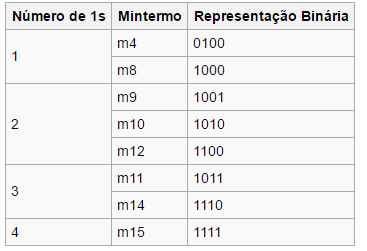 Número de 1s Mintermo Representação Binária
1 m4 0100
m8 1000
2 m9 1001
m10 1010
m12 1100
3 m11 1011
m14 1110
4 m15 1111